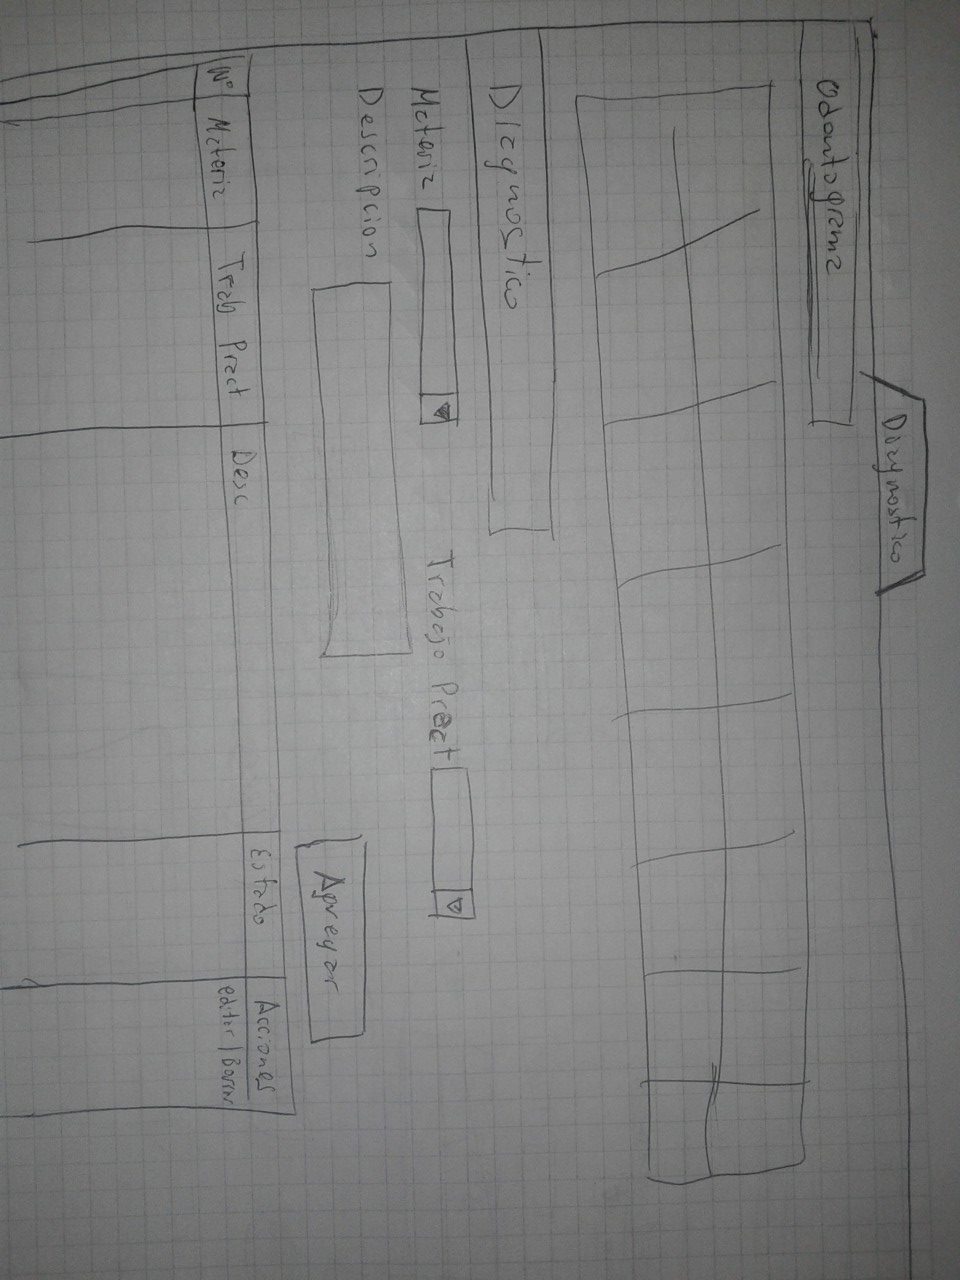 Diagnostico
Odontograma
Diagnostico
Materia Trabajo Pract
Descripcion
Agregar
Nº Materia Trab Pract Desc Estado Acciones
editar/Borrar